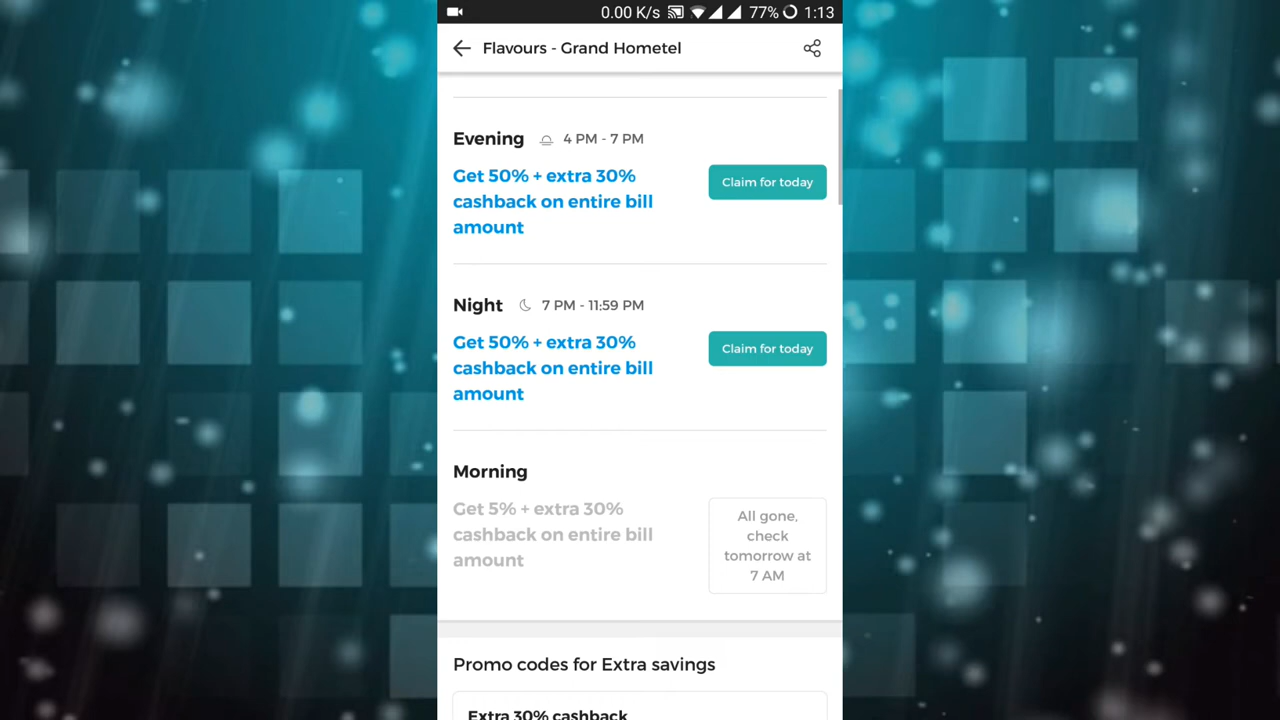 0.00 K/s 77% 1:13
Flavours - Grand Hometel
Evening 4 PM - 7 PM
Get 50% + extra 30%
cashback on entire bill
amount
Claim for today
Night 7 PM - 11:59 PM
Get 50% + extra 30%
cashback on entire bill
amount
Claim for today
Morning
Get 5% + extra 30%
cashback on entire bill
amount
All gone,
check
tomorrow at
7 AM
Promo codes for Extra savings
Extra 30% cashback